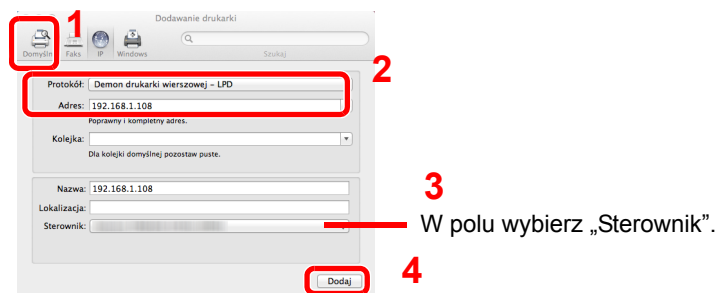 Dodawanie drukarki
1
Domyśln Faks IP Windows Szukaj
2
Protokół: Demon drukarki wierszowej – LPD
Adres: 192.168.1.108
Poprawny i kompletny adres.
Kolejka:
Dla kolejki domyślnej pozostaw puste.
Nazwa: 192.168.1.108
Lokalizacja:
Sterownik:
3
W polu wybierz „Sterownik”.
Dodaj
4